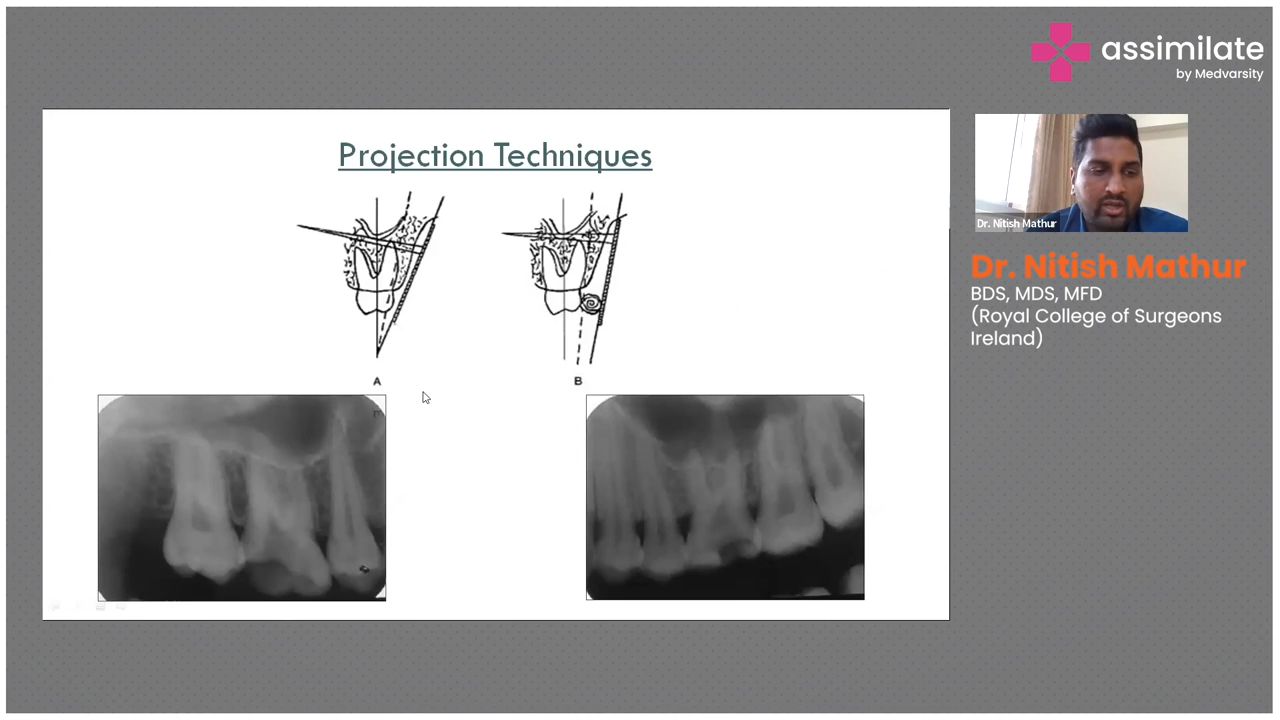 assimilate
by Medvarsity
Projection Techniques
A
B
Dr. Nitish Mathur
Dr. Nitish Mathur
BDS, MDS, MFD
(Royal College of Surgeons
Ireland)